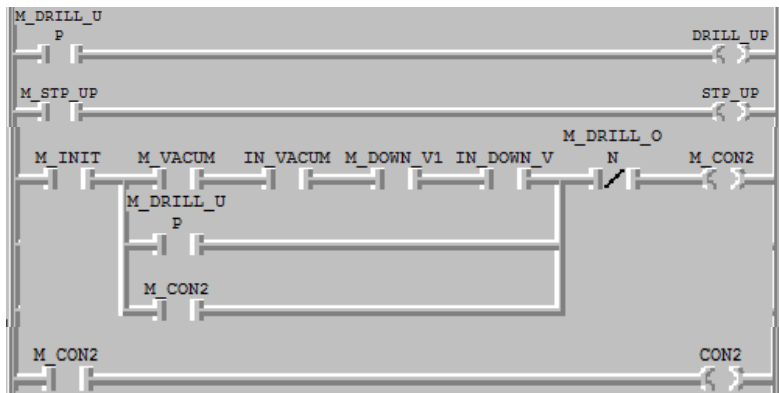 M_DRILL_U
P DRILL_UP
M_STP_UP STP_UP
M_DRILL_O
M_INIT M_VACUM IN_VACUM M_DOWN_V1 IN_DOWN_V N M_CON2
M_DRILL_U
P
M_CON2
M_CON2 CON2